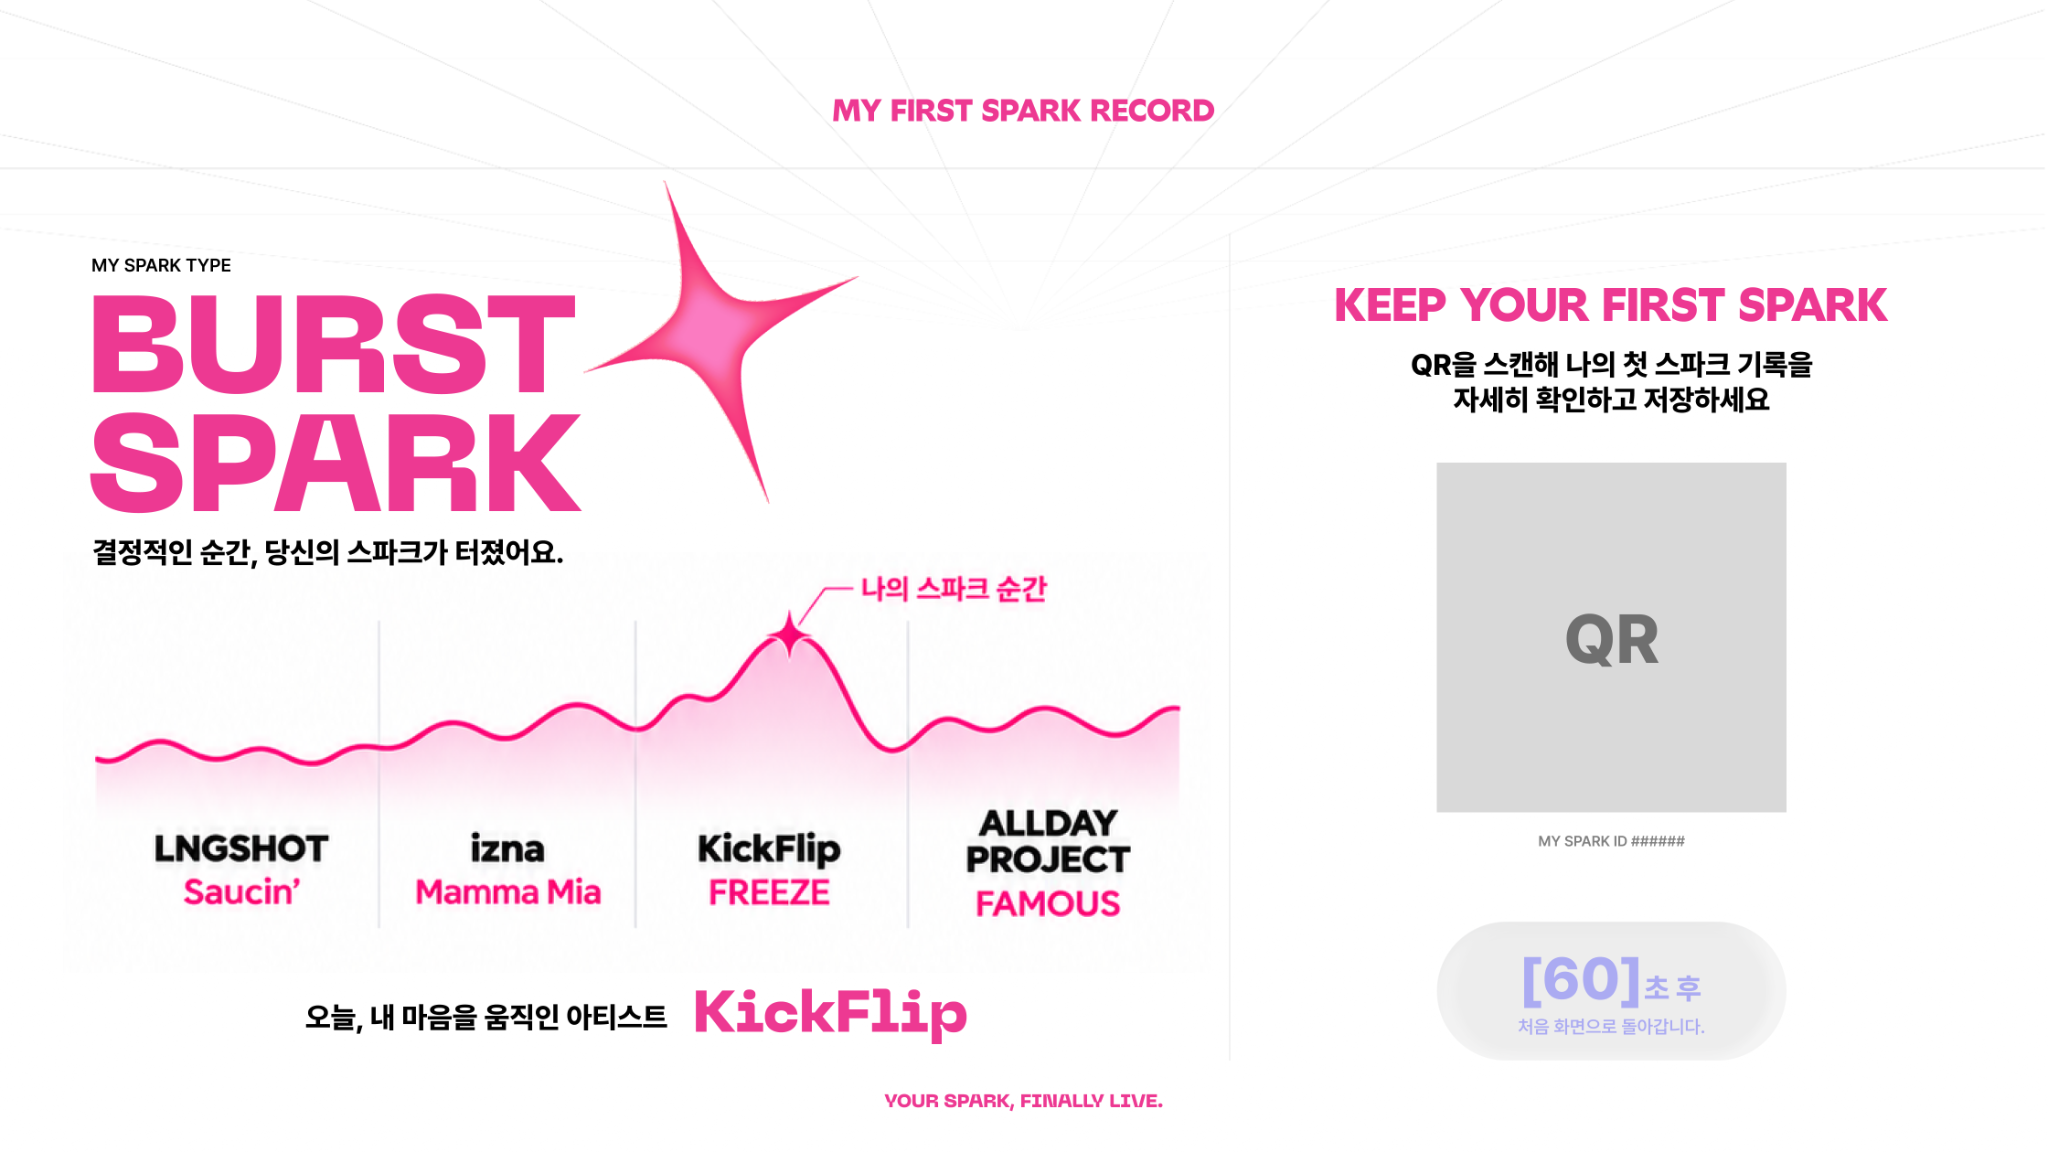 MY FIRST SPARK RECORD
MY SPARK TYPE
BURST
SPARK
결정적인 순간, 당신의 스파크가 터졌어요.
나의 스파크 순간
LNGSHOT
Saucin’
izna
Mamma Mia
KickFlip
FREEZE
ALLDAY
PROJECT
FAMOUS
오늘, 내 마음을 움직인 아티스트 KickFlip
KEEP YOUR FIRST SPARK
QR을 스캔해 나의 첫 스파크 기록을
자세히 확인하고 저장하세요
QR
MY SPARK ID ######
[60]초 후
처음 화면으로 돌아갑니다.
YOUR SPARK, FINALLY LIVE.